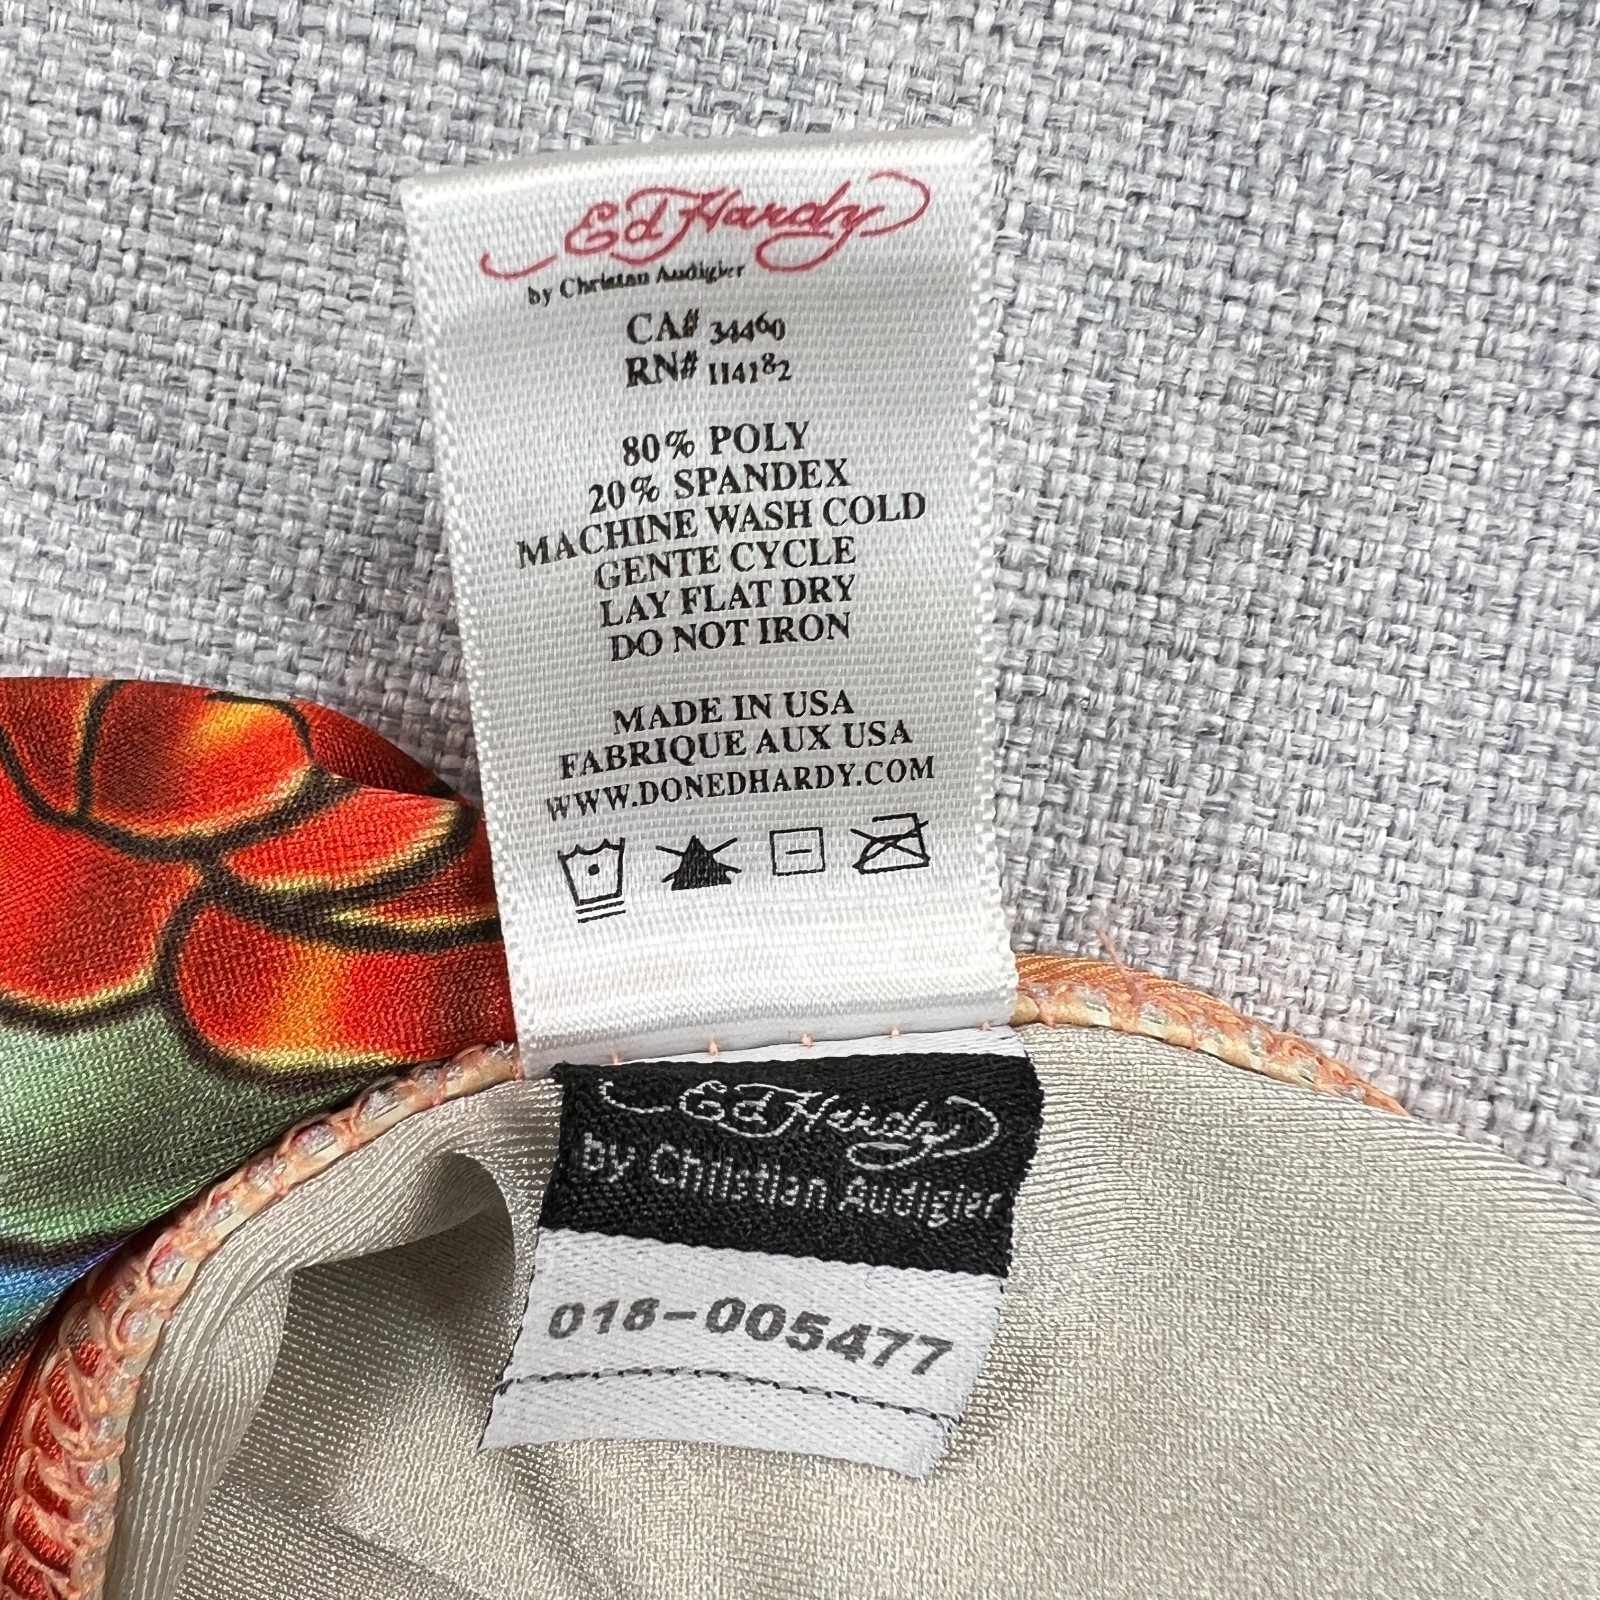 Ed Hardy
by Christian Audigier
CA# 34460
RN# 114182
80% POLY
20% SPANDEX
MACHINE WASH COLD
GENTE CYCLE
LAY FLAT DRY
DO NOT IRON
MADE IN USA
FABRIQUE AUX USA
WWW.DONEDHARDY.COM
Ed Hardy
by Christian Audigier
018-005477